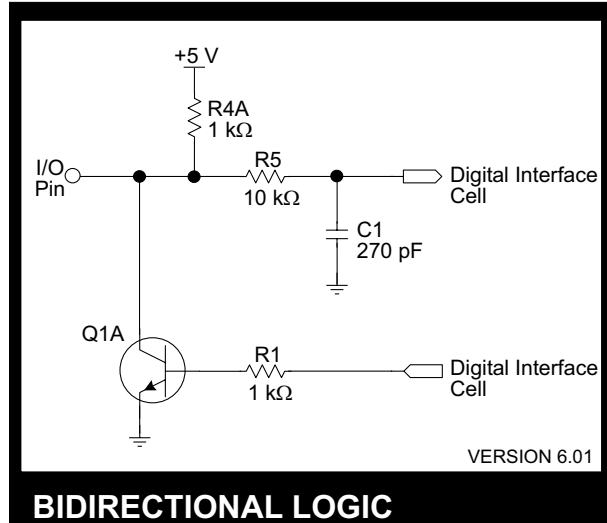 +5 V
R4A
1 kΩ
I/O
Pin
R5
10 kΩ
Digital Interface
Cell
C1
270 pF
Q1A
R1
1 kΩ
Digital Interface
Cell
VERSION 6.01
BIDIRECTIONAL LOGIC